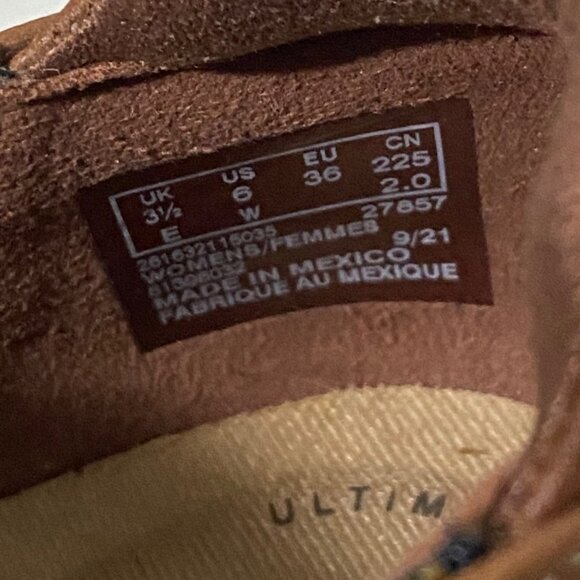 UK US EU CN
3½ 6 36 225
E W 2.0
27857
261632116035
WOMENS/FEMMES 9/21
MADE IN MEXICO
FABRIQUE AU MEXIQUE
ULTIM